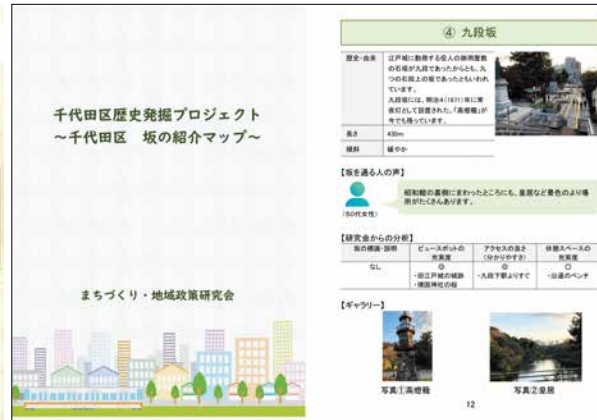 千代田区歴史発掘プロジェクト
～千代田区　坂の紹介マップ～
まちづくり・地域政策研究会
④ 九段坂
歴史・由来
江戸城に勤務する役人の御用屋敷
の石垣が九段であったからとも、九
つの石段上の坂であったともいわれ
ています。
九段坂には、明治4(1871)年に常
夜灯として設置された、「高燈籠」が
今でも残っています。
長さ 430m
傾斜 緩やか
【坂を通る人の声】
昭和館の裏側にまわったところにも、皇居など景色のより場
所がたくさんあります。
(50代女性)
【研究会からの分析】
坂の標識・説明 ビュースポットの充実度 アクセスの良さ(分かりやすさ) 休憩スペースの充実度
なし ◎ ◎ ○
・旧江戸城の城跡 ・九段下駅よりすぐ ・沿道のベンチ
・靖国神社の桜
【ギャラリー】
写真①高燈籠 写真②皇居
12